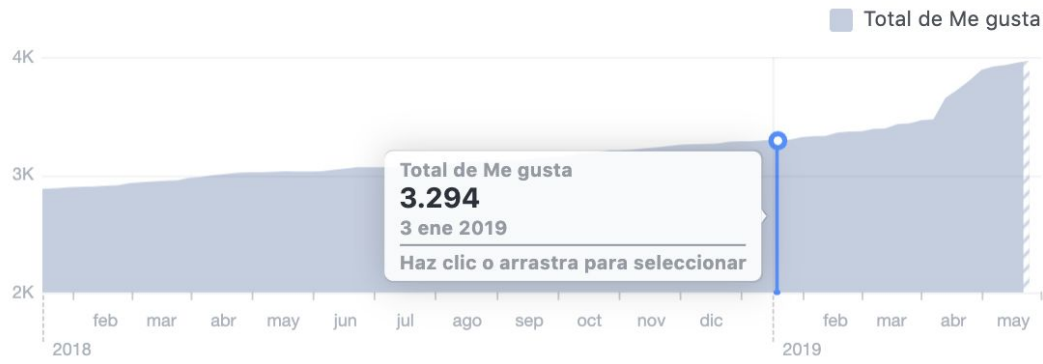 Total de Me gusta
4K
3K
2K
Total de Me gusta
3.294
3 ene 2019
Haz clic o arrastra para seleccionar
feb mar abr may jun jul ago sep oct nov dic feb mar abr may
2018 2019